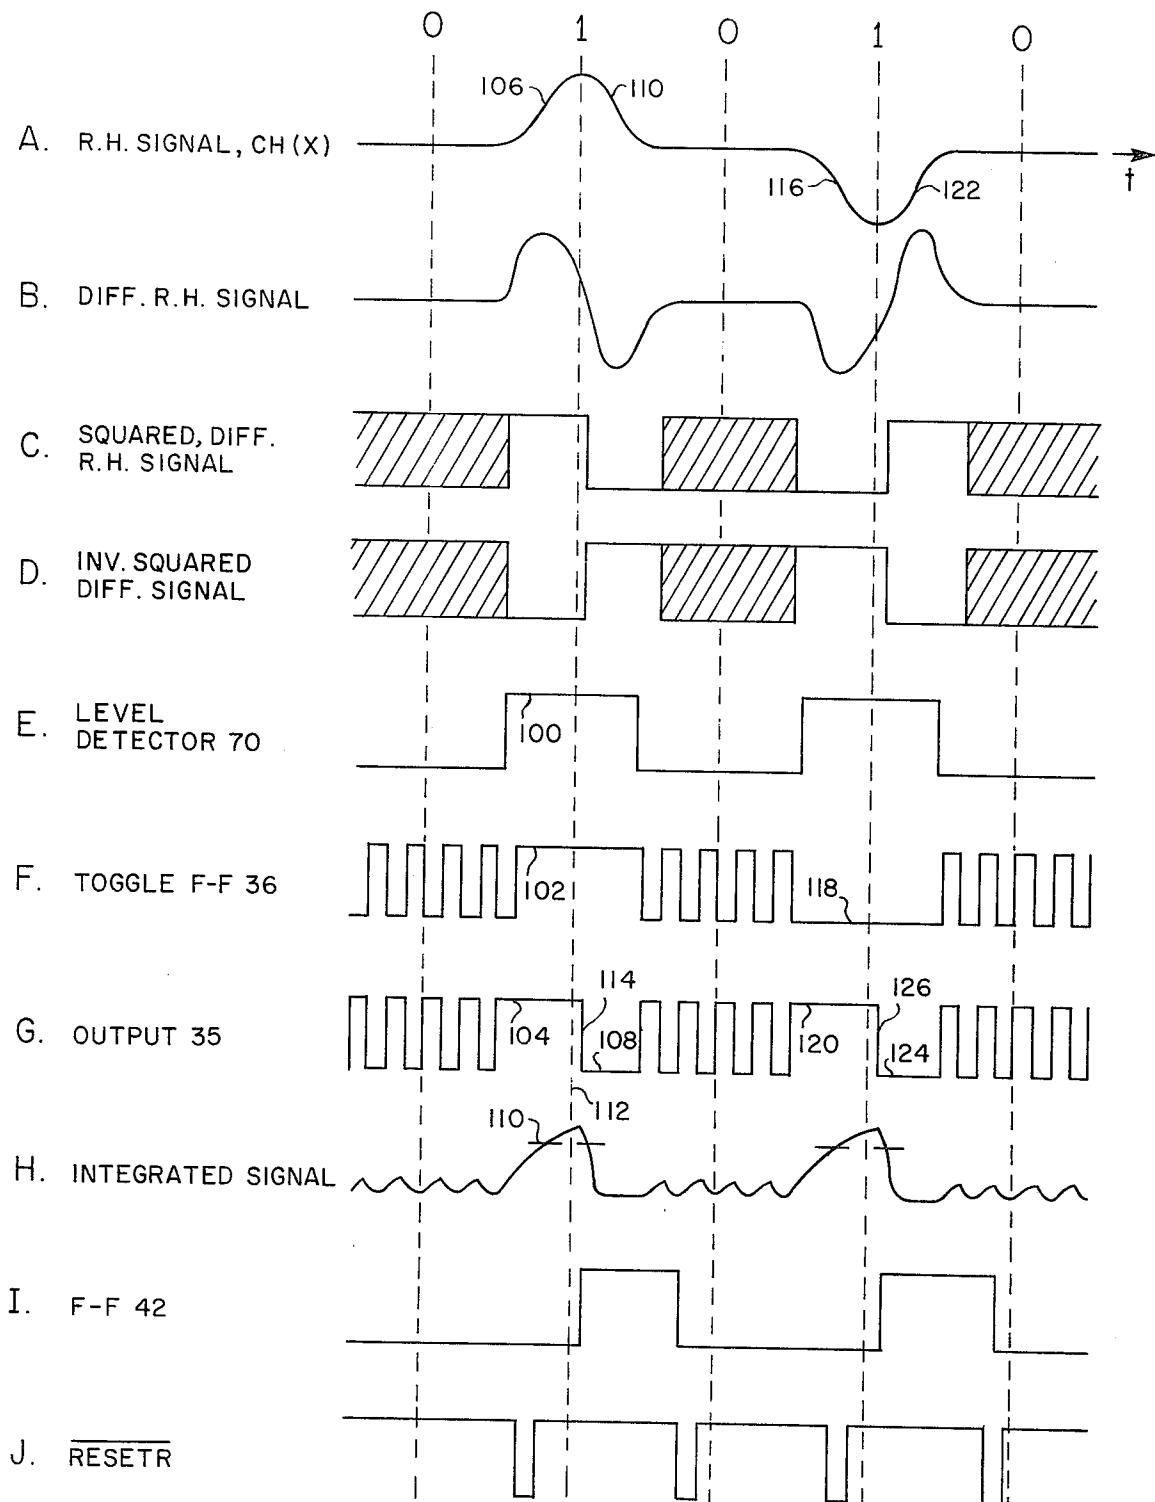 0 1 0 1 0
106 110
A. R.H. SIGNAL, CH (X)
t
116 122
B. DIFF. R.H. SIGNAL
C. SQUARED, DIFF.
R.H. SIGNAL
D. INV. SQUARED
DIFF. SIGNAL
E. LEVEL
DETECTOR 70
100
F. TOGGLE F-F 36
102
118
114
126
G. OUTPUT 35
104
108
120
124
110
112
H. INTEGRATED SIGNAL
I. F-F 42
J. RESETR